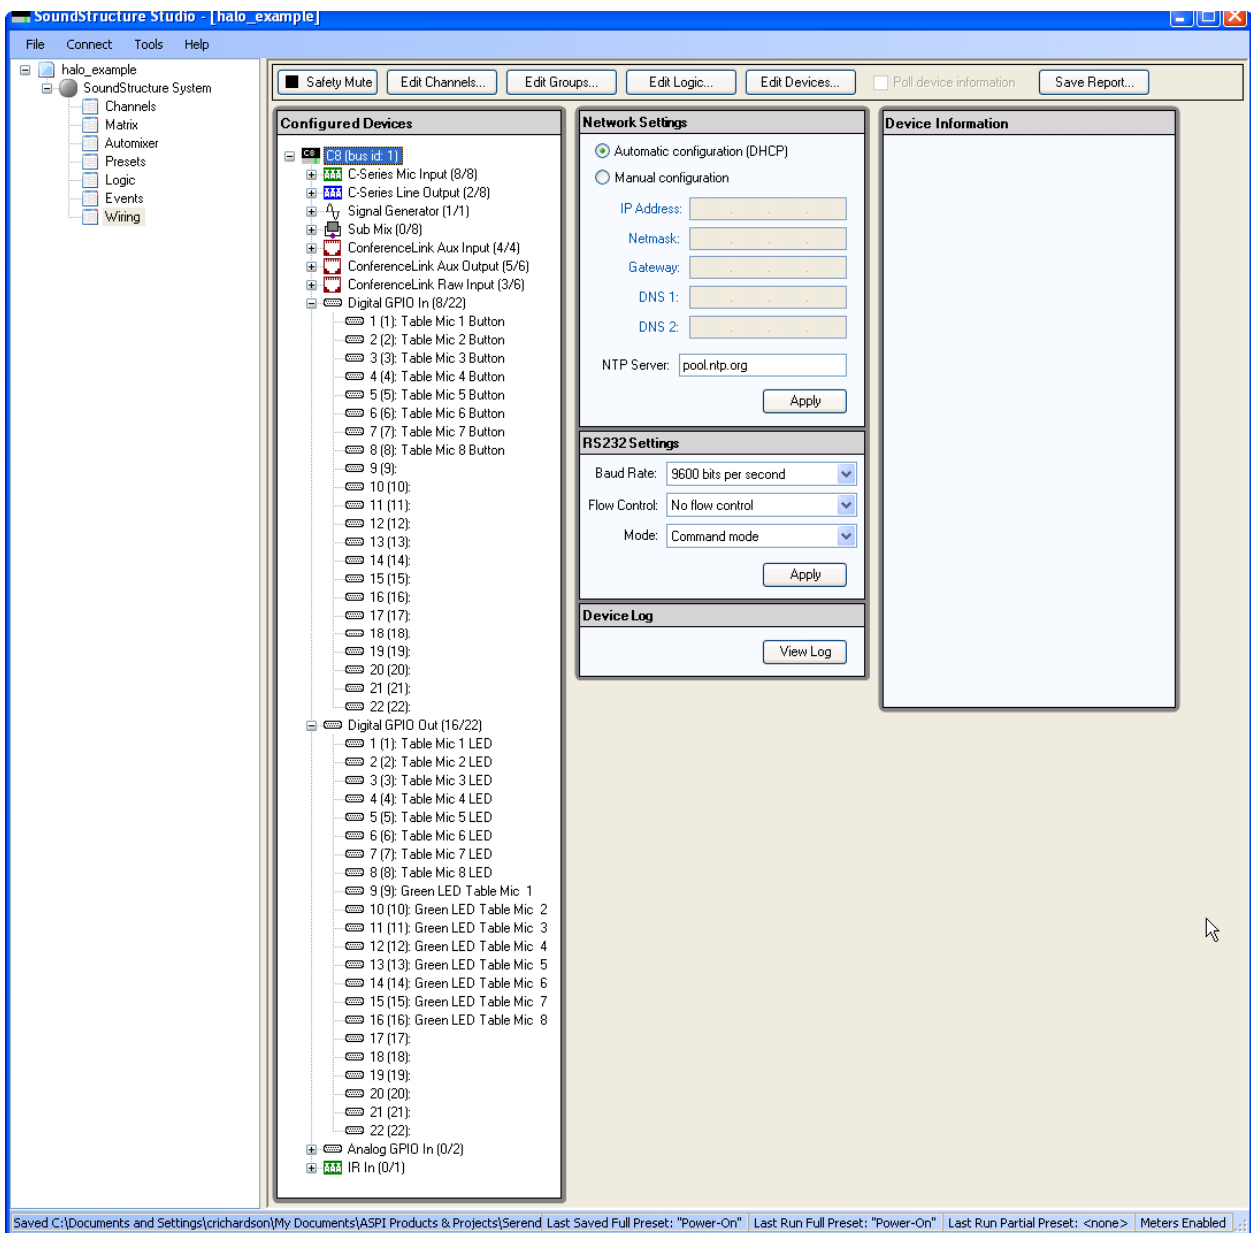 SoundStructure Studio - [halo_example]
File Connect Tools Help
halo_example
SoundStructure System
Channels
Matrix
Automixer
Presets
Logic
Events
Wiring
Safety Mute Edit Channels... Edit Groups... Edit Logic... Edit Devices... Poll device information Save Report...
Configured Devices
C8
C8 (bus id: 1)
C-Series Mic Input (8/8)
C-Series Line Output (2/8)
Signal Generator (1/1)
Sub Mix (0/8)
ConferenceLink Aux Input (4/4)
ConferenceLink Aux Output (5/6)
ConferenceLink Raw Input (3/6)
Digital GPIO In (8/22)
1 (1): Table Mic 1 Button
2 (2): Table Mic 2 Button
3 (3): Table Mic 3 Button
4 (4): Table Mic 4 Button
5 (5): Table Mic 5 Button
6 (6): Table Mic 6 Button
7 (7): Table Mic 7 Button
8 (8): Table Mic 8 Button
9 (9):
10 (10):
11 (11):
12 (12):
13 (13):
14 (14):
15 (15):
16 (16):
17 (17):
18 (18):
19 (19):
20 (20):
21 (21):
22 (22):
Digital GPIO Out (16/22)
1 (1): Table Mic 1 LED
2 (2): Table Mic 2 LED
3 (3): Table Mic 3 LED
4 (4): Table Mic 4 LED
5 (5): Table Mic 5 LED
6 (6): Table Mic 6 LED
7 (7): Table Mic 7 LED
8 (8): Table Mic 8 LED
9 (9): Green LED Table Mic 1
10 (10): Green LED Table Mic 2
11 (11): Green LED Table Mic 3
12 (12): Green LED Table Mic 4
13 (13): Green LED Table Mic 5
14 (14): Green LED Table Mic 6
15 (15): Green LED Table Mic 7
16 (16): Green LED Table Mic 8
17 (17):
18 (18):
19 (19):
20 (20):
21 (21):
22 (22):
Analog GPIO In (0/2)
IR In (0/1)
Network Settings
Automatic configuration (DHCP)
Manual configuration
IP Address:
Netmask:
Gateway:
DNS 1:
DNS 2:
NTP Server: pool.ntp.org
Apply
RS232 Settings
Baud Rate: 9600 bits per second
Flow Control: No flow control
Mode: Command mode
Apply
Device Log
View Log
Device Information
Saved C:\Documents and Settings\crichardson\My Documents\ASPI Products & Projects\Serend Last Saved Full Preset: "Power-On" Last Run Full Preset: "Power-On" Last Run Partial Preset: <none> Meters Enabled